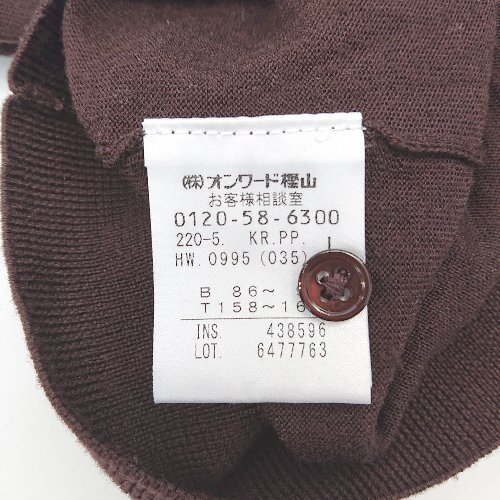 (株)オンワード樫山
お客様相談室
0120-58-6300
220-5. KR.PP.
HW. 0995 (035)
B 86~
T158~16
INS. 438596
LOT. 6477763